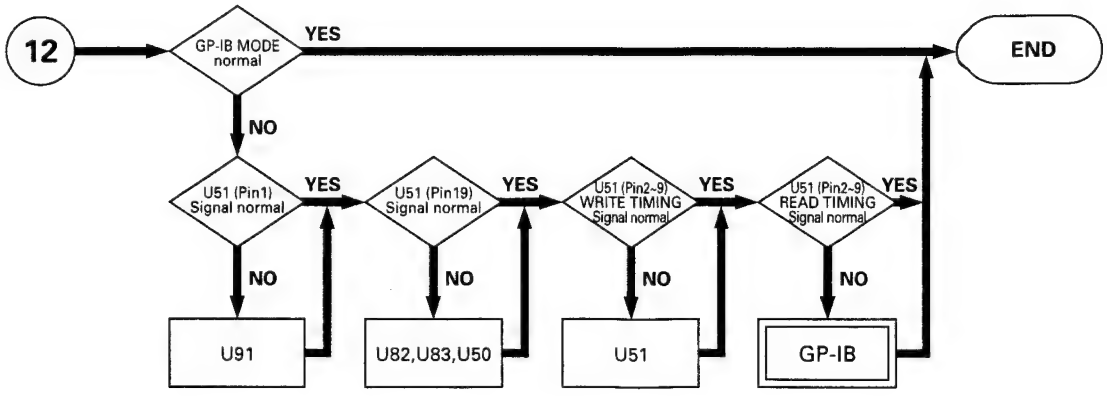 12
GP-IB MODE
normal
YES
END
NO
U51 (Pin1)
Signal normal
YES
U51 (Pin19)
Signal normal
YES
U51 (Pin2~9)
WRITE TIMING
Signal normal
YES
U51 (Pin2~9)
READ TIMING
Signal normal
YES
NO
NO
NO
NO
U91
U82,U83,U50
U51
GP-IB